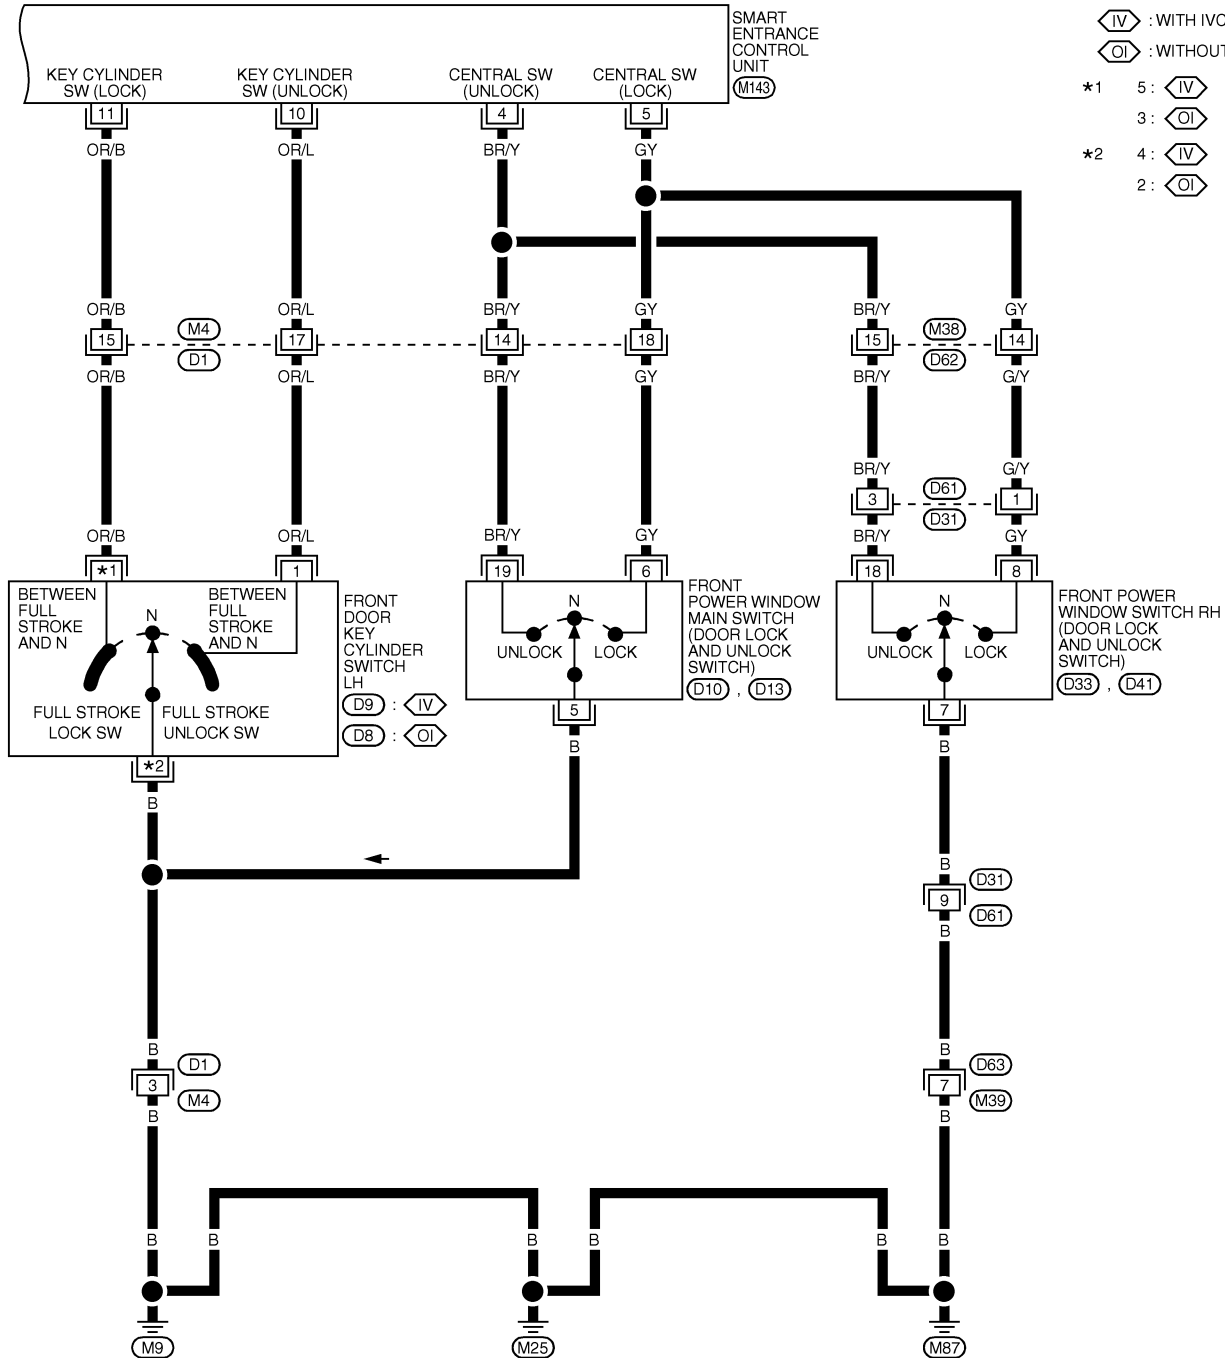 SMART
ENTRANCE
CONTROL
UNIT
M143
KEY CYLINDER
SW (LOCK)
KEY CYLINDER
SW (UNLOCK)
CENTRAL SW
(UNLOCK)
CENTRAL SW
(LOCK)
IV : WITH IVC
OI : WITHOUT
*1 5 : IV
3 : OI
*2 4 : IV
2 : OI
11 10 4 5
OR/B OR/L BR/Y GY
OR/B OR/L BR/Y GY BR/Y GY
15 M4 17 14 18 15 M38 14
D1 D62
OR/B OR/L BR/Y GY BR/Y G/Y
BR/Y G/Y
3 D61 1
D31
OR/B OR/L BR/Y GY BR/Y GY
*1 1 19 6 18 8
BETWEEN
FULL
STROKE
AND N
N
BETWEEN
FULL
STROKE
AND N
FULL STROKE
LOCK SW
FULL STROKE
UNLOCK SW
FRONT
DOOR
KEY
CYLINDER
SWITCH
LH
D9 : IV
D8 : OI
N
UNLOCK LOCK
FRONT
POWER WINDOW
MAIN SWITCH
(DOOR LOCK
AND UNLOCK
SWITCH)
D10 , D13
N
UNLOCK LOCK
FRONT POWER
WINDOW SWITCH RH
(DOOR LOCK
AND UNLOCK
SWITCH)
D33 , D41
*2 5 7
B B B
B D31
9
D61
B
B D1 B D63
3 7
M4 M39
B B
B B B B B B
M9 M25 M87